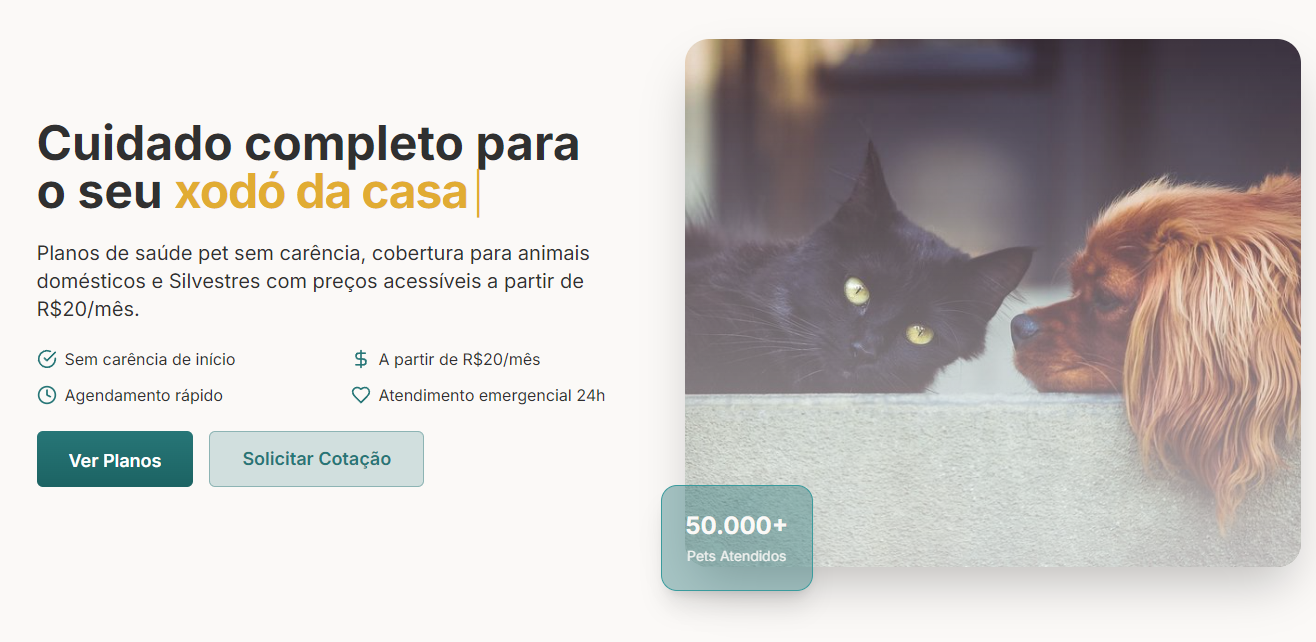 Cuidado completo para
o seu xodó da casa
Planos de saúde pet sem carência, cobertura para animais
domésticos e Silvestres com preços acessíveis a partir de
R$20/mês.
Sem carência de início
A partir de R$20/mês
Agendamento rápido
Atendimento emergencial 24h
Ver Planos
Solicitar Cotação
50.000+
Pets Atendidos